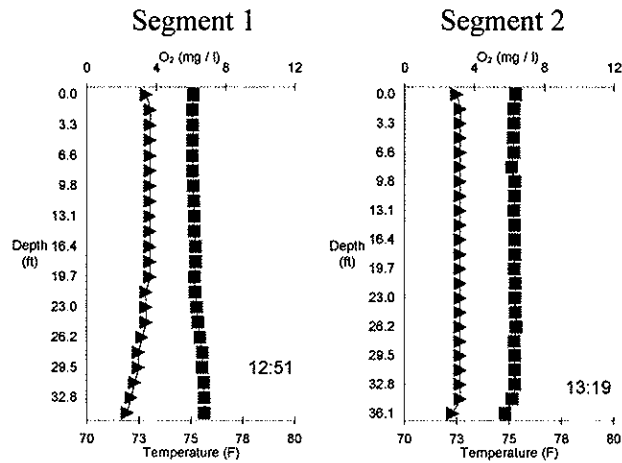 Segment 1
O₂ (mg / l)
0 4 8 12
0.0
3.3
6.6
9.8
13.1
Depth 16.4
(ft) 19.7
23.0
26.2
29.5
32.8
12:51
70 73 75 78 80
Temperature (F)
Segment 2
O₂ (mg / l)
0 4 8 12
0.0
3.3
6.6
9.8
13.1
Depth 16.4
(ft) 19.7
23.0
26.2
29.5
32.8
36.1
13:19
70 73 75 78 80
Temperature (F)